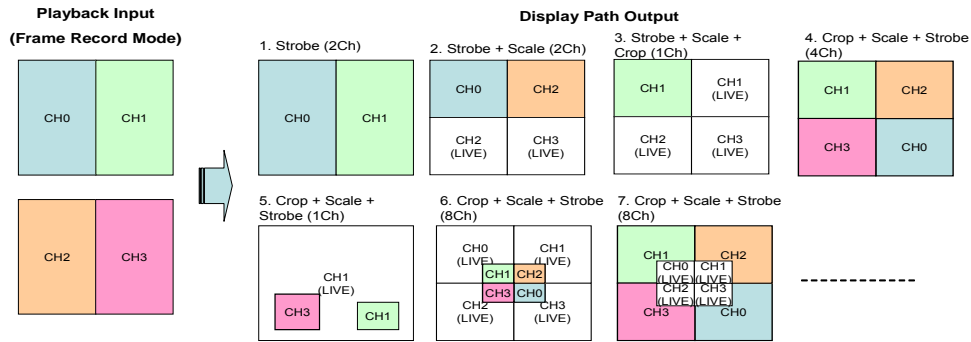 Playback Input
(Frame Record Mode)
CH0
CH1
CH2
CH3
Display Path Output
1. Strobe (2Ch)
CH0
CH1
2. Strobe + Scale (2Ch)
CH0
CH2
CH2
(LIVE)
CH3
(LIVE)
3. Strobe + Scale +
Crop (1Ch)
CH1
CH1
(LIVE)
CH2
(LIVE)
CH3
(LIVE)
4. Crop + Scale + Strobe
(4Ch)
CH1
CH2
CH3
CH0
5. Crop + Scale +
Strobe (1Ch)
CH1
(LIVE)
CH3
CH1
6. Crop + Scale + Strobe
(8Ch)
CH0
(LIVE)
CH1
(LIVE)
CH1
CH2
CH3
CH0
CH2
(LIVE)
CH3
(LIVE)
7. Crop + Scale + Strobe
(8Ch)
CH1
CH2
CH0
(LIVE)
CH1
(LIVE)
CH2
(LIVE)
CH3
(LIVE)
CH3
CH0